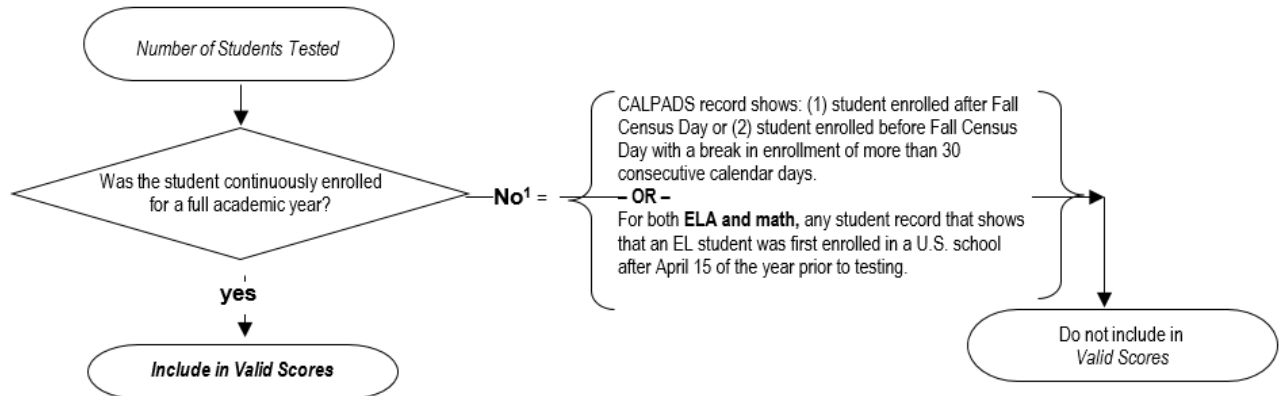 Number of Students Tested
Was the student continuously enrolled
for a full academic year?
No¹ =
CALPADS record shows: (1) student enrolled after Fall
Census Day or (2) student enrolled before Fall Census
Day with a break in enrollment of more than 30
consecutive calendar days.
– OR –
For both ELA and math, any student record that shows
that an EL student was first enrolled in a U.S. school
after April 15 of the year prior to testing.
yes
Include in Valid Scores
Do not include in
Valid Scores